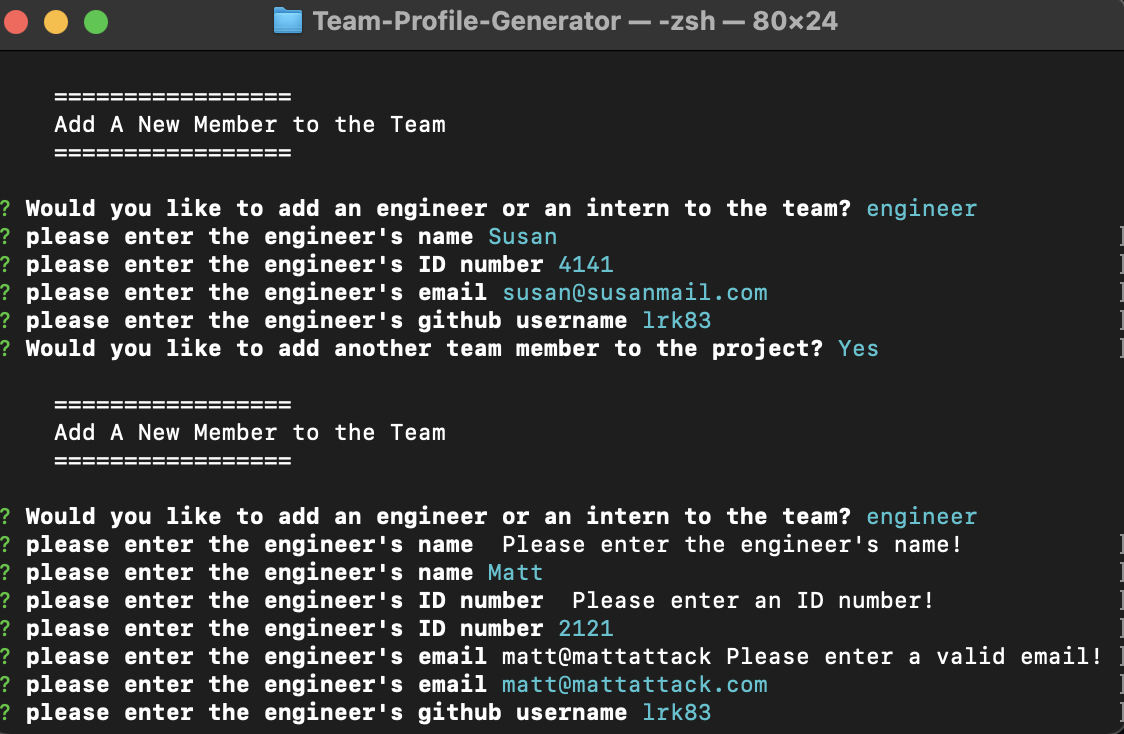 Team-Profile-Generator — -zsh — 80×24
=================
Add A New Member to the Team
=================
? Would you like to add an engineer or an intern to the team? engineer
? please enter the engineer's name Susan
? please enter the engineer's ID number 4141
? please enter the engineer's email susan@susanmail.com
? please enter the engineer's github username lrk83
? Would you like to add another team member to the project? Yes
=================
Add A New Member to the Team
=================
? Would you like to add an engineer or an intern to the team? engineer
? please enter the engineer's name  Please enter the engineer's name!
? please enter the engineer's name Matt
? please enter the engineer's ID number  Please enter an ID number!
? please enter the engineer's ID number 2121
? please enter the engineer's email matt@mattattack Please enter a valid email!
? please enter the engineer's email matt@mattattack.com
? please enter the engineer's github username lrk83